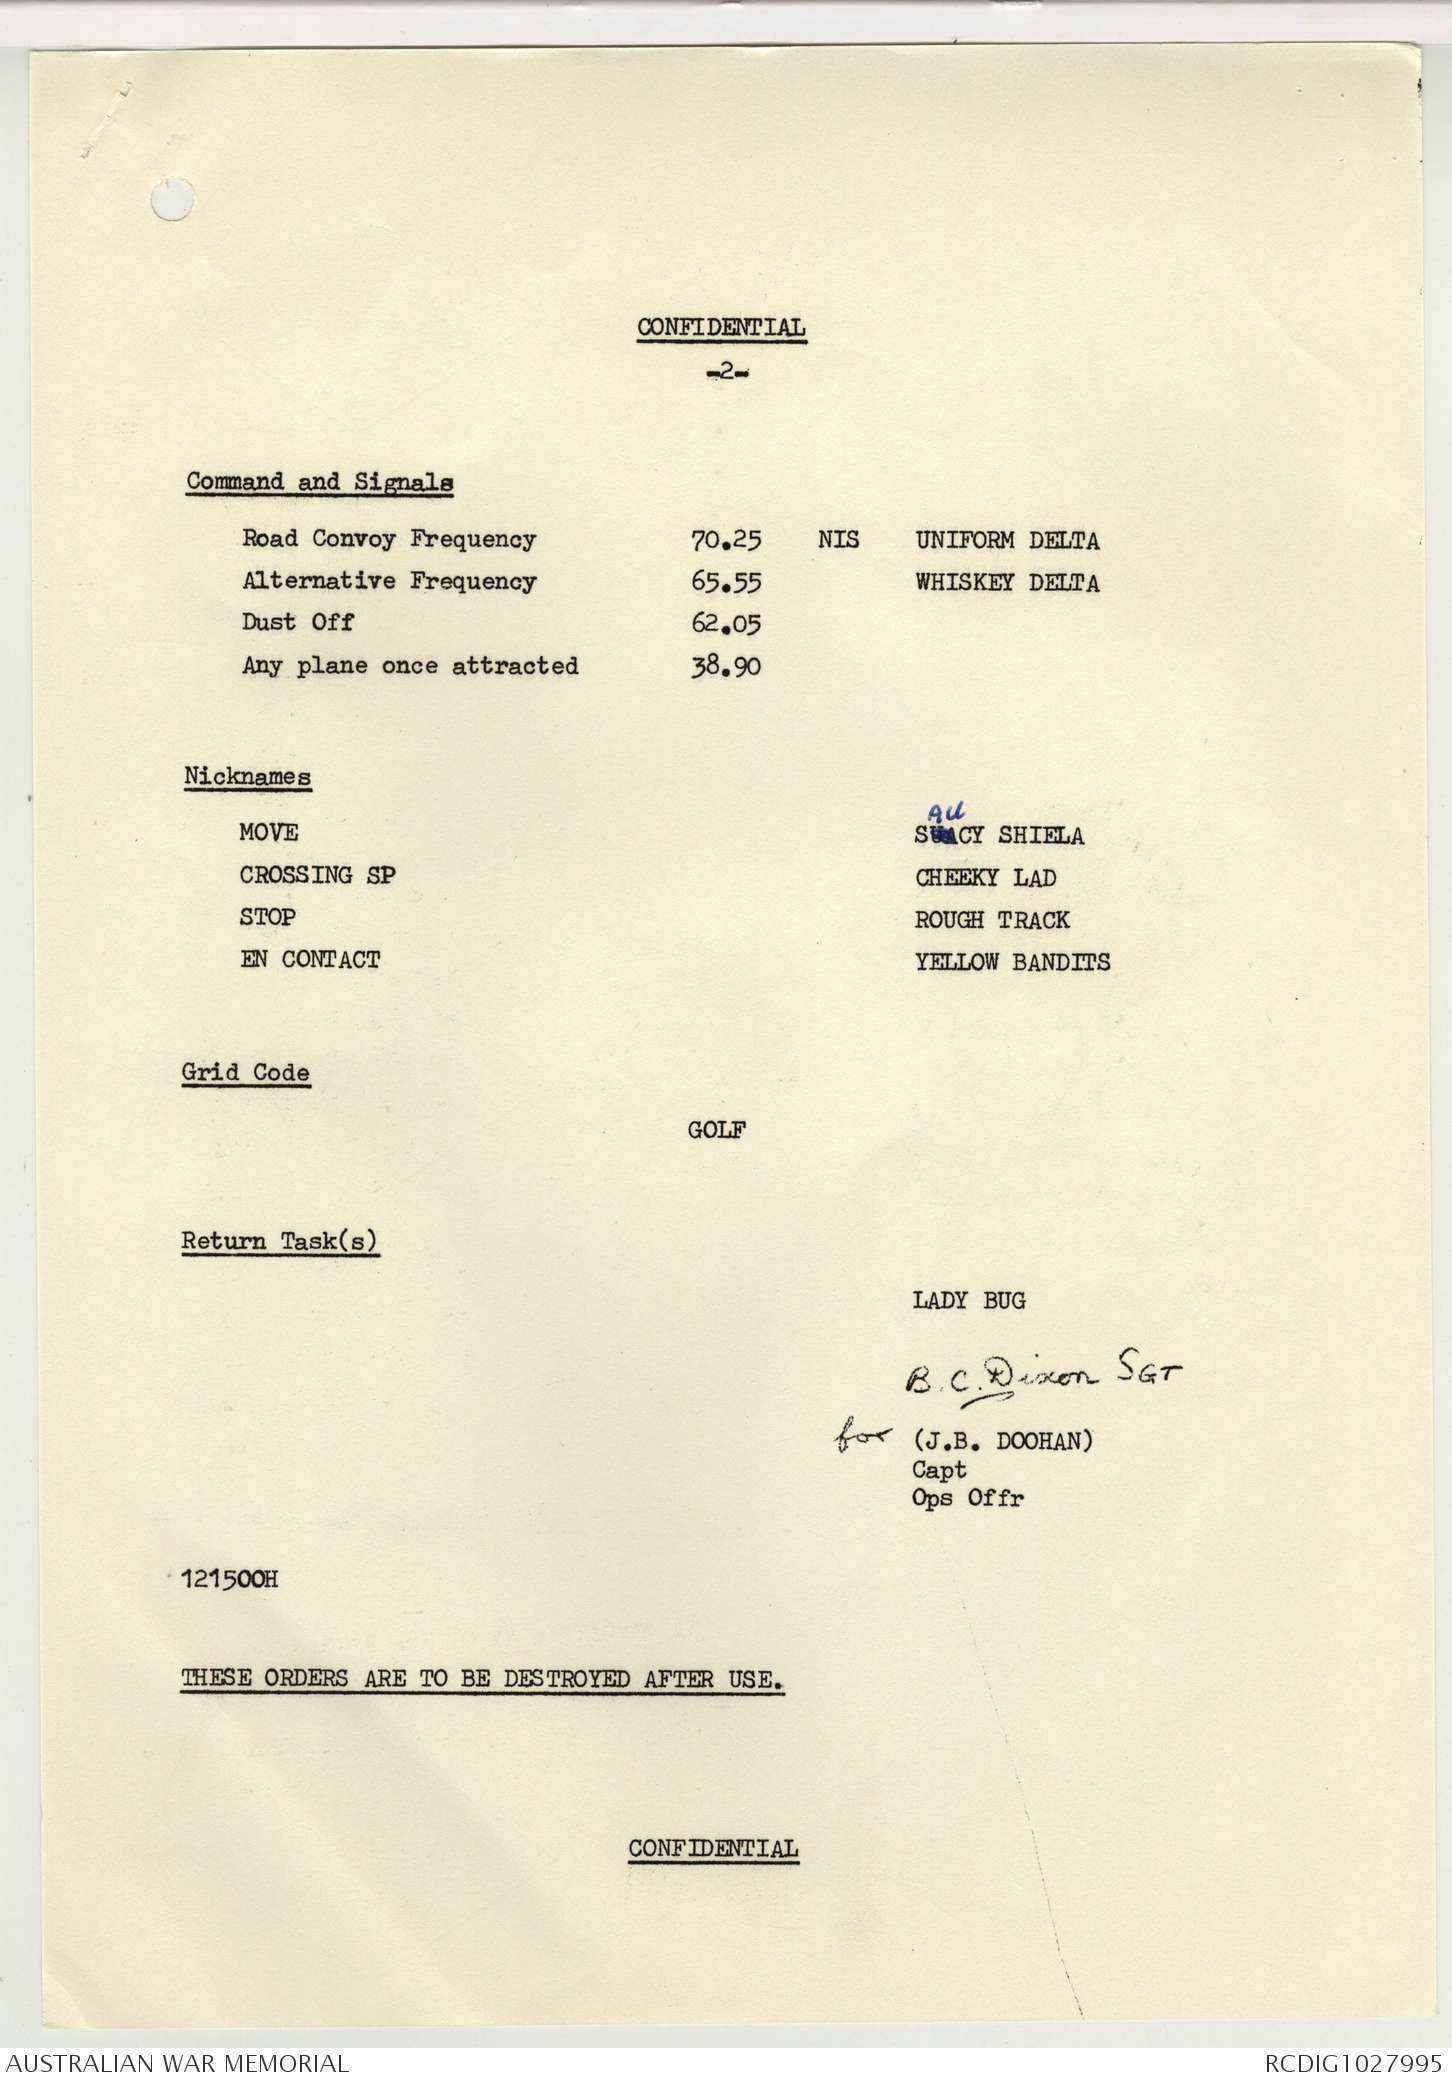 CONFIDENTIAL
-2-
Command and Signals
Road Convoy Frequency 70.25 NIS UNIFORM DELTA
Alternative Frequency 65.55 WHISKEY DELTA
Dust Off 62.05
Any plane once attracted 38.90
Nicknames
MOVE SAUCY SHIELA
CROSSING SP CHEEKY LAD
STOP ROUGH TRACK
EN CONTACT YELLOW BANDITS
Grid Code
GOLF
Return Task(s)
LADY BUG
B.C. Dixon SGT
for (J.B. DOOHAN)
Capt
Ops Offr
121500H
THESE ORDERS ARE TO BE DESTROYED AFTER USE.
CONFIDENTIAL
AUSTRALIAN WAR MEMORIAL RCDIG1027995